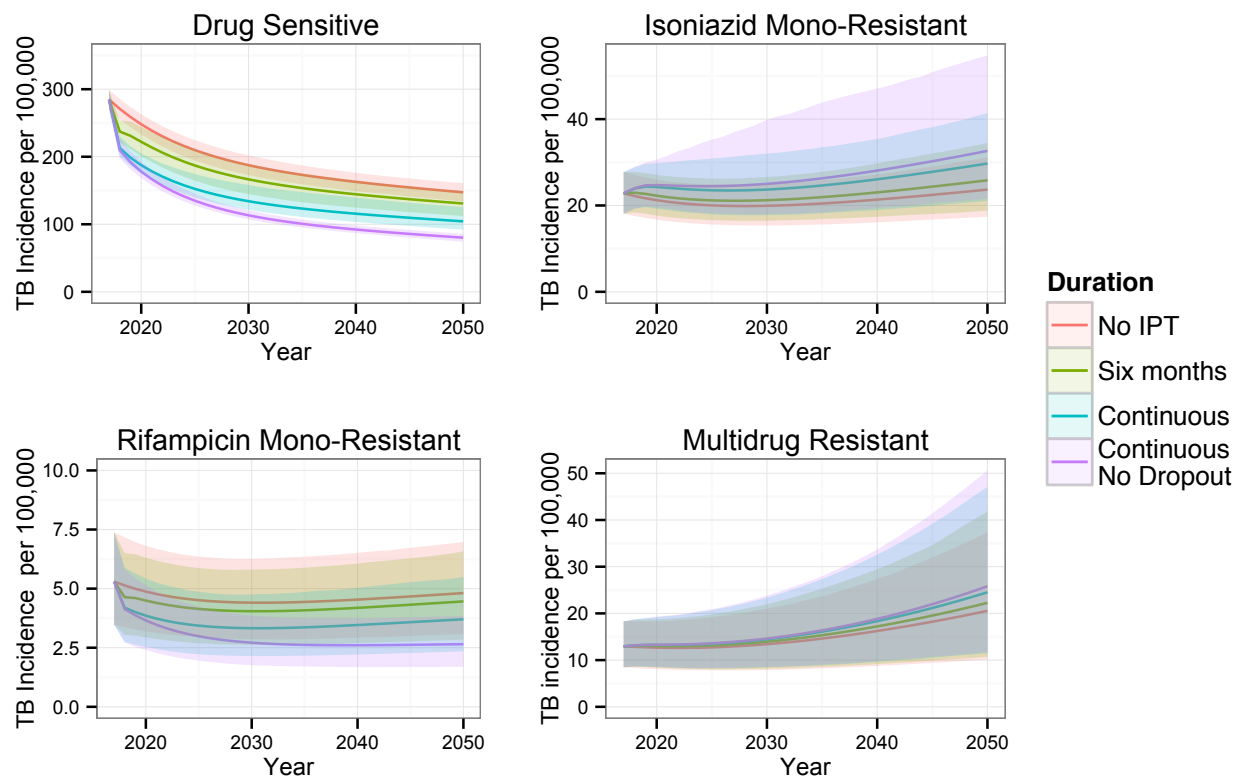 Drug Sensitive
TB Incidence per 100,000
300
200
100
0
2020
2030
2040
2050
Year
Isoniazid Mono-Resistant
TB Incidence per 100,000
40
20
0
2020
2030
2040
2050
Year
Rifampicin Mono-Resistant
TB Incidence per 100,000
10.0
7.5
5.0
2.5
0.0
2020
2030
2040
2050
Year
Multidrug Resistant
TB incidence per 100,000
50
40
30
20
10
0
2020
2030
2040
2050
Year
Duration
No IPT
Six months
Continuous
Continuous
No Dropout